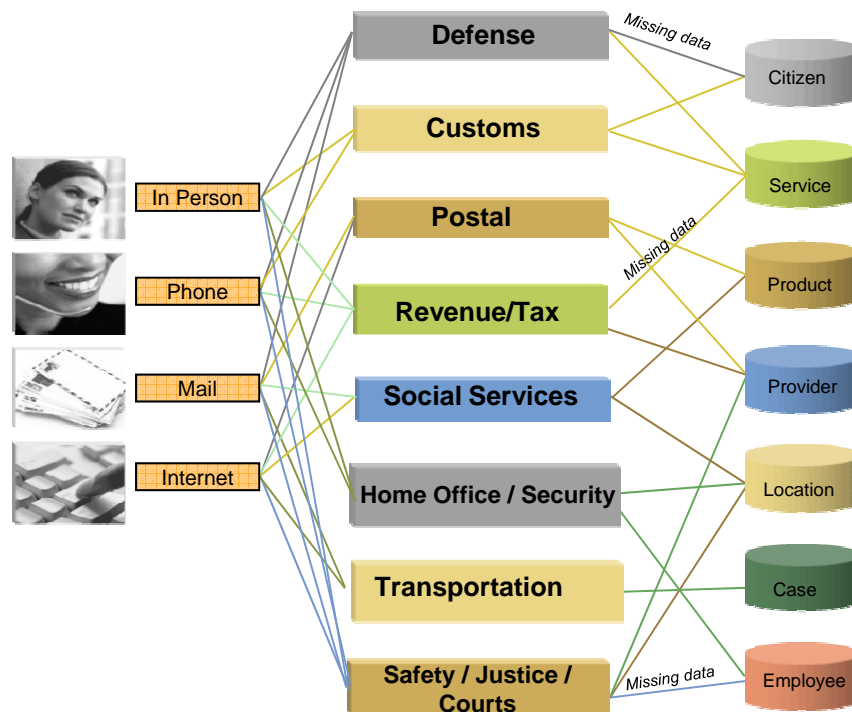 In Person
Phone
Mail
Internet
Defense
Customs
Postal
Revenue/Tax
Social Services
Home Office / Security
Transportation
Safety / Justice /
Courts
Missing data
Missing data
Missing data
Citizen
Service
Product
Provider
Location
Case
Employee